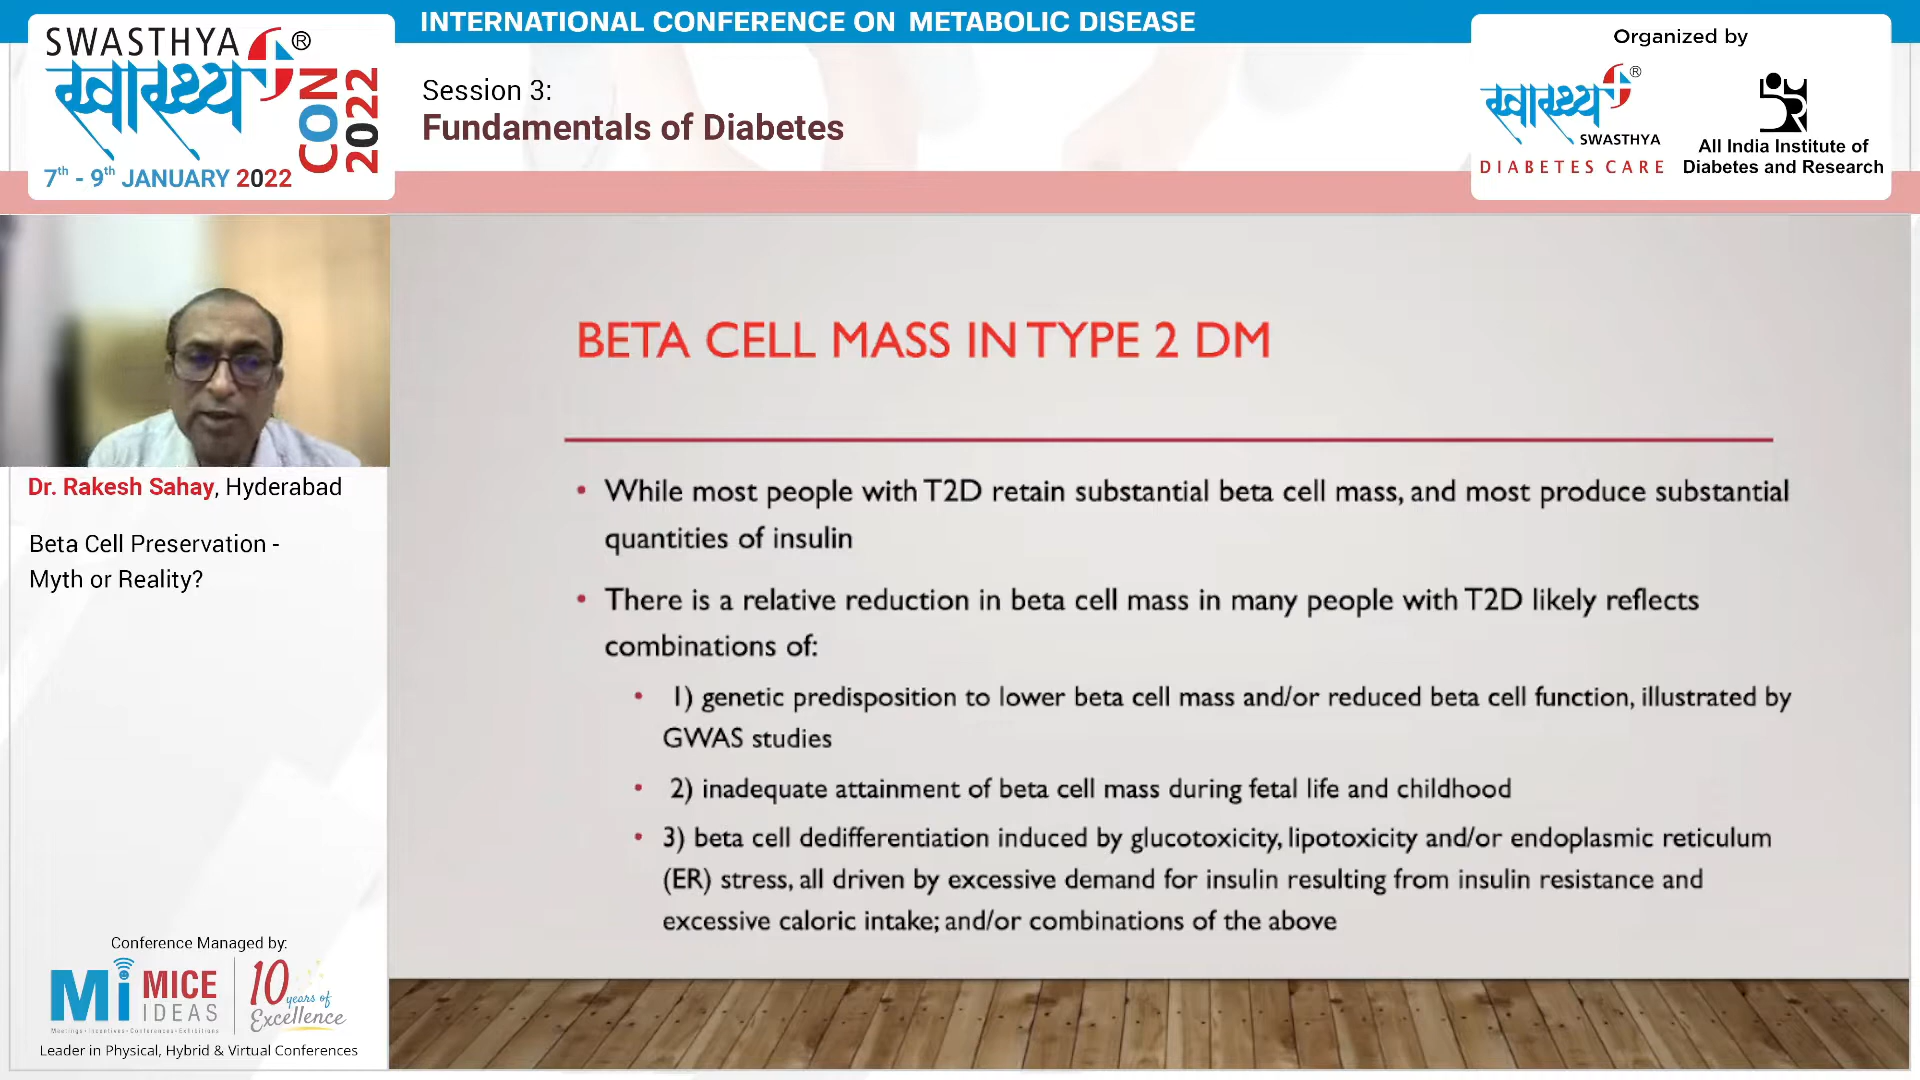 INTERNATIONAL CONFERENCE ON METABOLIC DISEASE
SWASTHYA ®
स्वास्थ्य
CON 2022
7th - 9th JANUARY 2022
Session 3:
Fundamentals of Diabetes
Organized by
स्वास्थ्य ®
SWASTHYA
DIABETES CARE
All India Institute of
Diabetes and Research
Dr. Rakesh Sahay, Hyderabad
Beta Cell Preservation -
Myth or Reality?
BETA CELL MASS IN TYPE 2 DM
• While most people with T2D retain substantial beta cell mass, and most produce substantial
quantities of insulin
• There is a relative reduction in beta cell mass in many people with T2D likely reflects
combinations of:
• 1) genetic predisposition to lower beta cell mass and/or reduced beta cell function, illustrated by
GWAS studies
• 2) inadequate attainment of beta cell mass during fetal life and childhood
• 3) beta cell dedifferentiation induced by glucotoxicity, lipotoxicity and/or endoplasmic reticulum
(ER) stress, all driven by excessive demand for insulin resulting from insulin resistance and
excessive caloric intake; and/or combinations of the above
Conference Managed by:
Mi MICE
IDEAS
Meetings • Incentives • Conferences • Exhibitions
10
years of
Excellence
Leader in Physical, Hybrid & Virtual Conferences